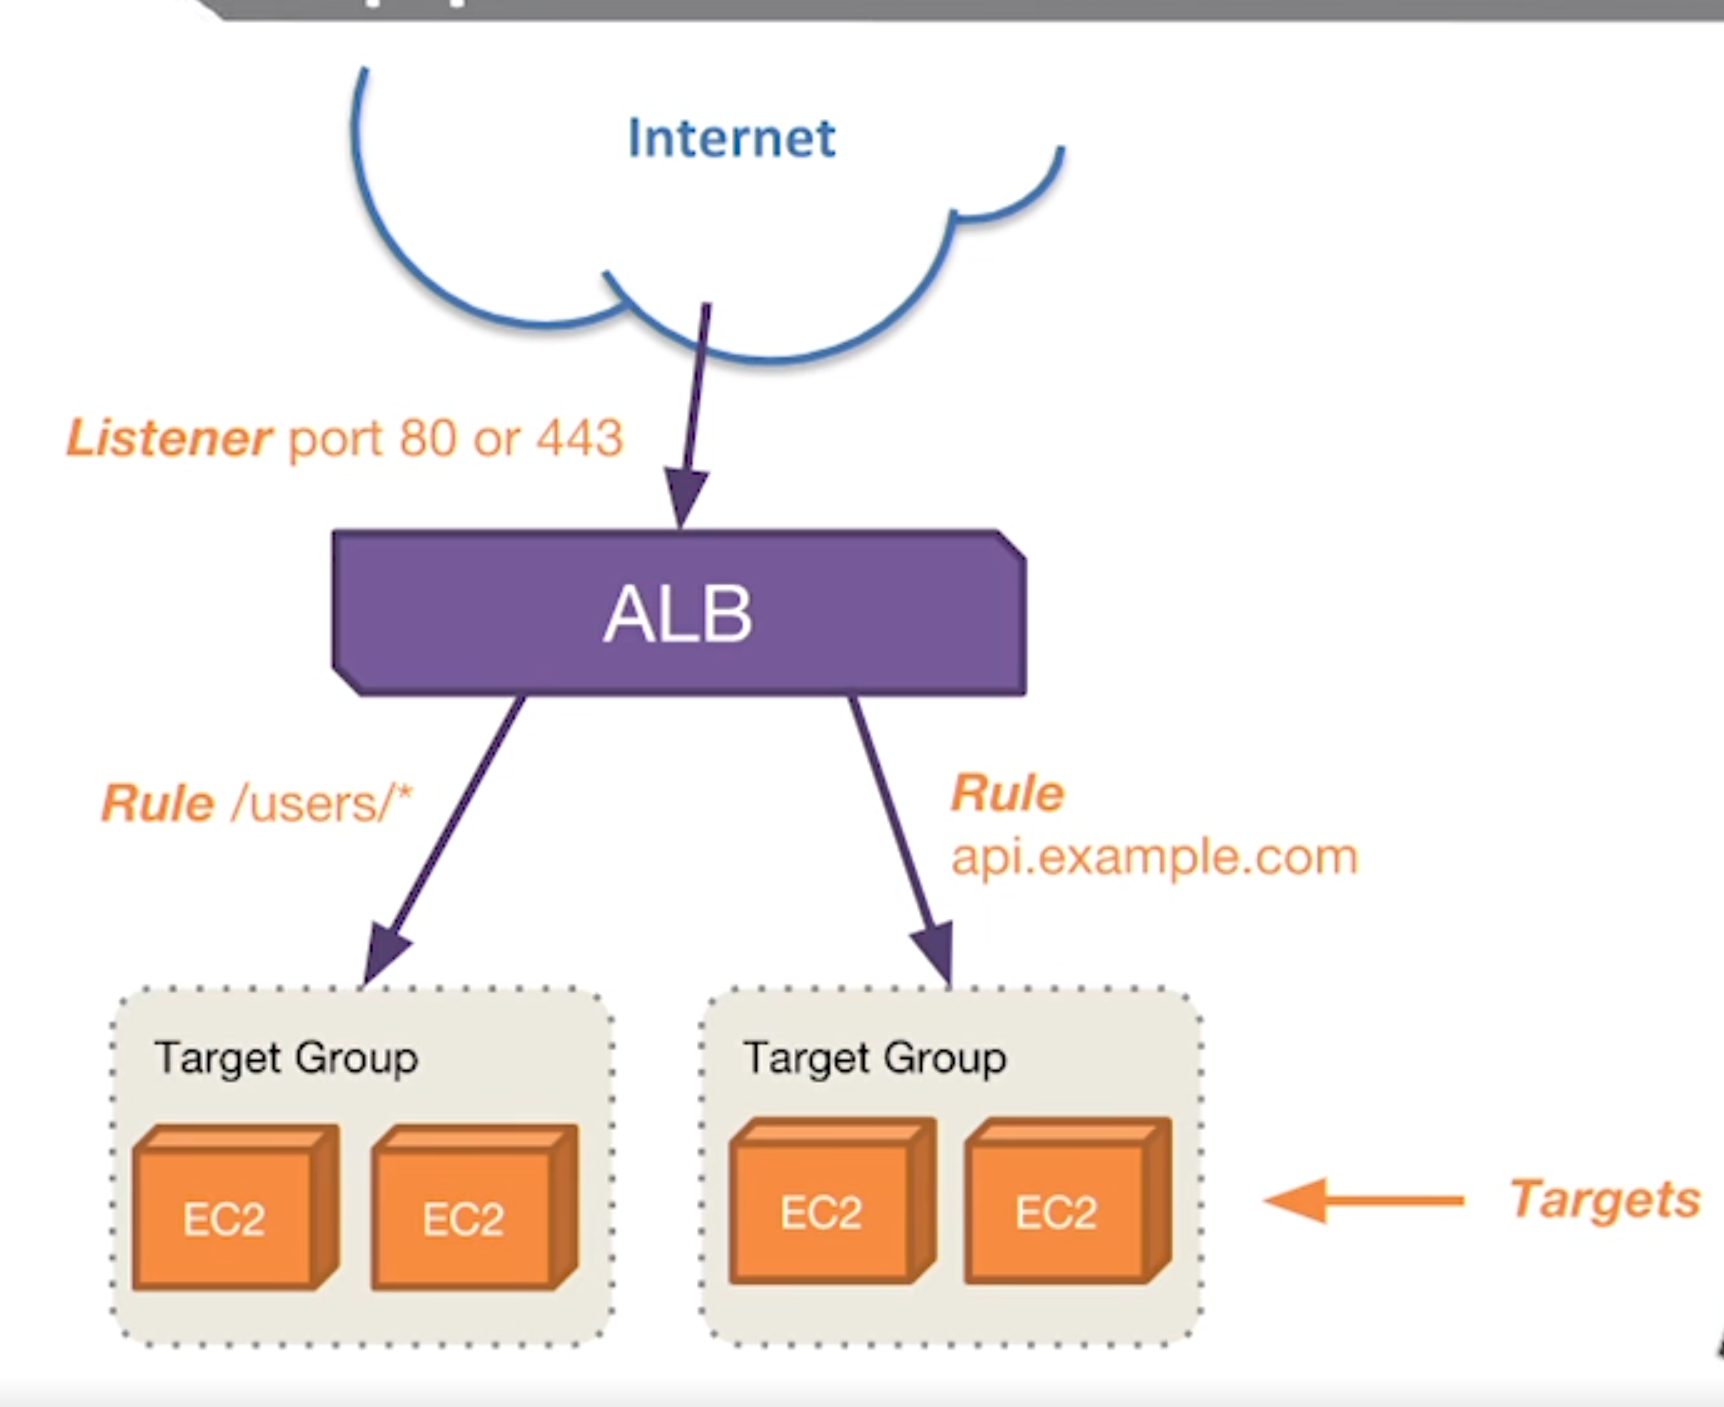 Internet
Listener port 80 or 443
ALB
Rule /users/*
Rule
api.example.com
Target Group
Target Group
EC2
EC2
EC2
EC2
Targets